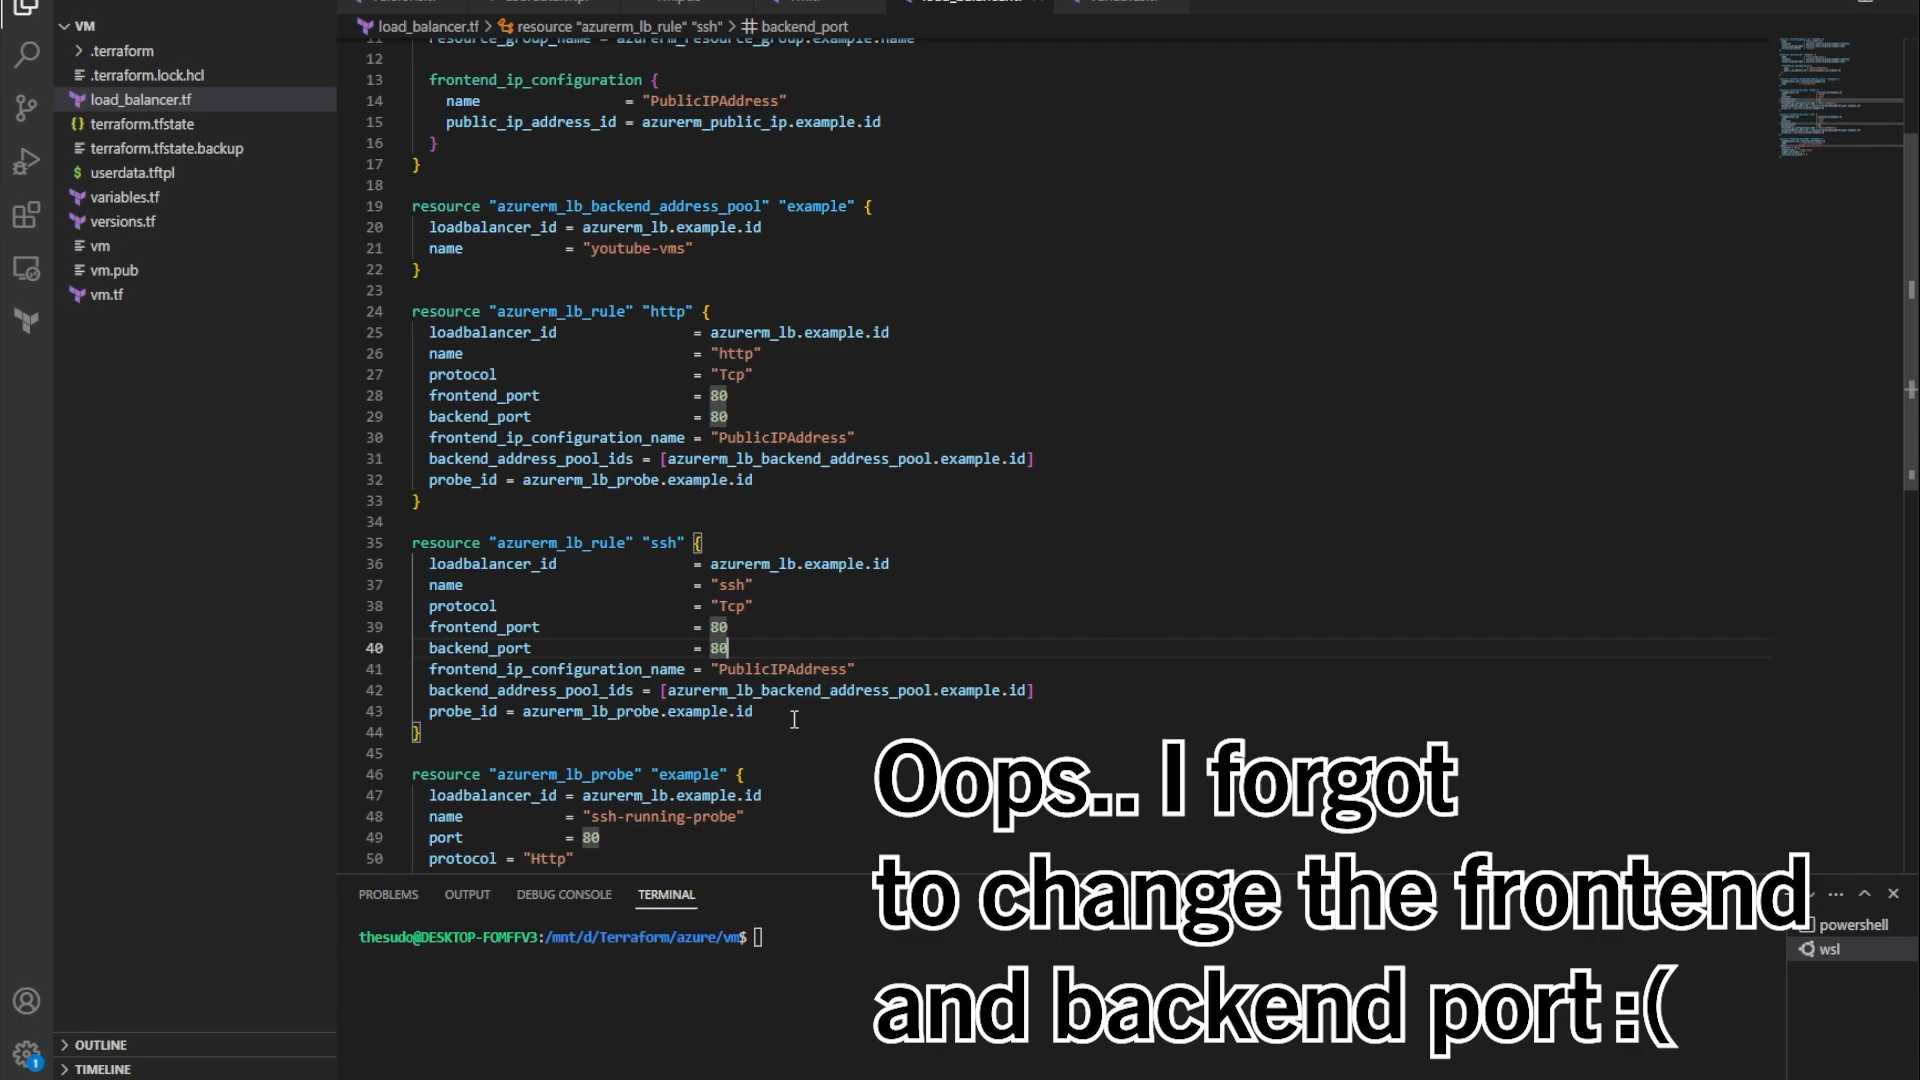 VM
.terraform
.terraform.lock.hcl
load_balancer.tf
terraform.tfstate
terraform.tfstate.backup
userdata.tftpl
variables.tf
versions.tf
vm
vm.pub
vm.tf
OUTLINE
TIMELINE
1
load_balancer.tf > resource "azurerm_lb_rule" "ssh" > backend_port
11 resource_group_name = azurerm_resource_group.example.name
12
13 frontend_ip_configuration {
14 name = "PublicIPAddress"
15 public_ip_address_id = azurerm_public_ip.example.id
16 }
17 }
18
19 resource "azurerm_lb_backend_address_pool" "example" {
20 loadbalancer_id = azurerm_lb.example.id
21 name = "youtube-vms"
22 }
23
24 resource "azurerm_lb_rule" "http" {
25 loadbalancer_id = azurerm_lb.example.id
26 name = "http"
27 protocol = "Tcp"
28 frontend_port = 80
29 backend_port = 80
30 frontend_ip_configuration_name = "PublicIPAddress"
31 backend_address_pool_ids = [azurerm_lb_backend_address_pool.example.id]
32 probe_id = azurerm_lb_probe.example.id
33 }
34
35 resource "azurerm_lb_rule" "ssh" {
36 loadbalancer_id = azurerm_lb.example.id
37 name = "ssh"
38 protocol = "Tcp"
39 frontend_port = 80
40 backend_port = 80
41 frontend_ip_configuration_name = "PublicIPAddress"
42 backend_address_pool_ids = [azurerm_lb_backend_address_pool.example.id]
43 probe_id = azurerm_lb_probe.example.id
44 }
45
46 resource "azurerm_lb_probe" "example" {
47 loadbalancer_id = azurerm_lb.example.id
48 name = "ssh-running-probe"
49 port = 80
50 protocol = "Http"
PROBLEMS OUTPUT DEBUG CONSOLE TERMINAL
thesudo@DESKTOP-FOMFFV3:/mnt/d/Terraform/azure/vm$
powershell
wsl
Oops.. I forgot
to change the frontend
and backend port :(